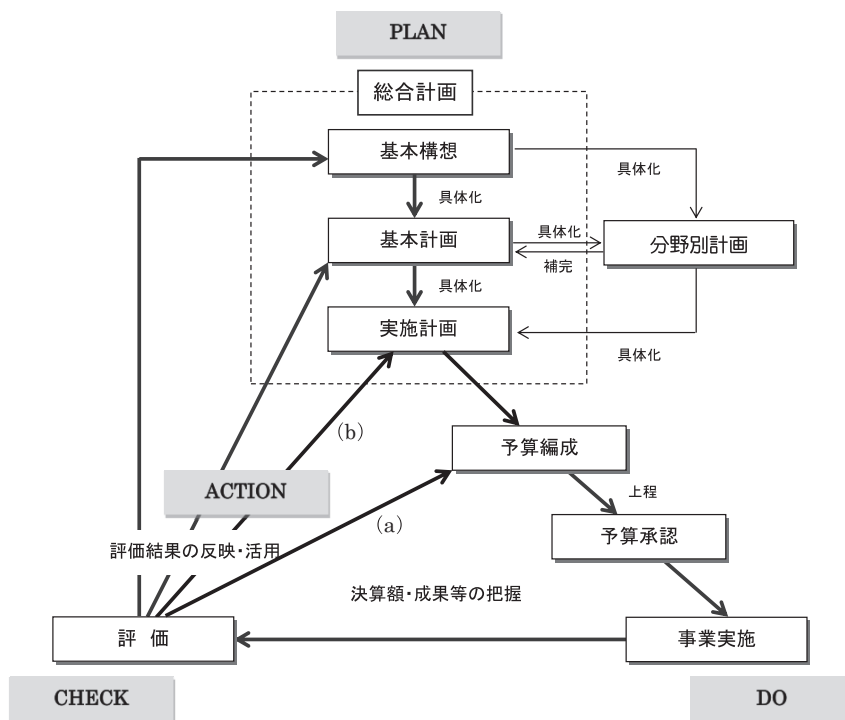 PLAN
総合計画
基本構想
具体化
具体化
基本計画
具体化
分野別計画
補完
具体化
実施計画
具体化
(b)
予算編成
ACTION
上程
(a)
予算承認
評価結果の反映・活用
決算額・成果等の把握
評 価
事業実施
CHECK
DO